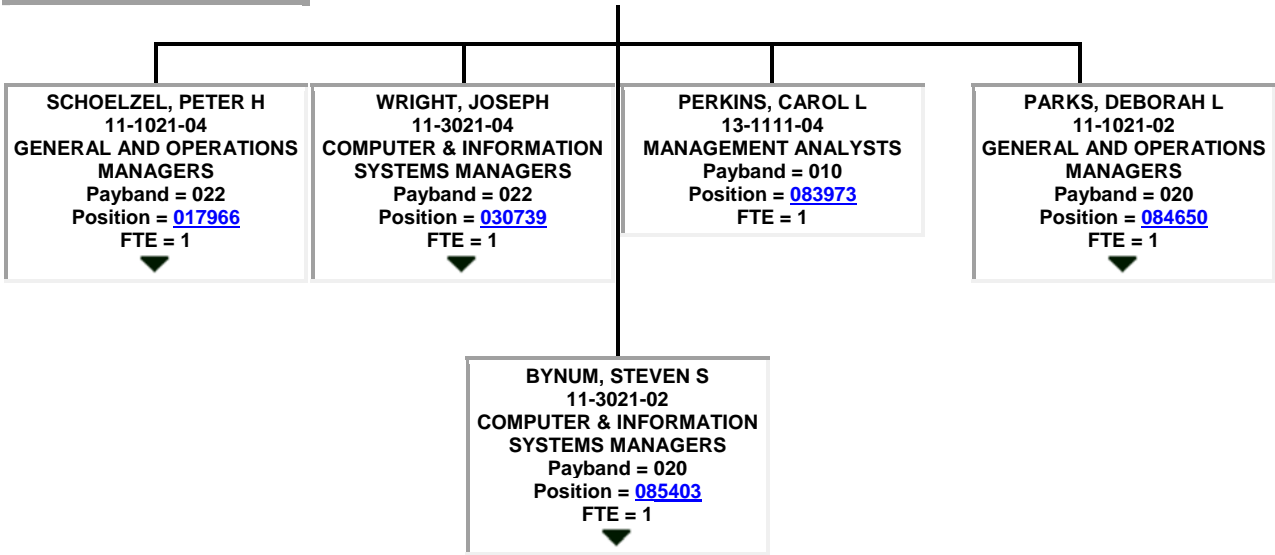 SCHOELZEL, PETER H
11-1021-04
GENERAL AND OPERATIONS
MANAGERS
Payband = 022
Position = 017966
FTE = 1
WRIGHT, JOSEPH
11-3021-04
COMPUTER & INFORMATION
SYSTEMS MANAGERS
Payband = 022
Position = 030739
FTE = 1
PERKINS, CAROL L
13-1111-04
MANAGEMENT ANALYSTS
Payband = 010
Position = 083973
FTE = 1
PARKS, DEBORAH L
11-1021-02
GENERAL AND OPERATIONS
MANAGERS
Payband = 020
Position = 084650
FTE = 1
BYNUM, STEVEN S
11-3021-02
COMPUTER & INFORMATION
SYSTEMS MANAGERS
Payband = 020
Position = 085403
FTE = 1